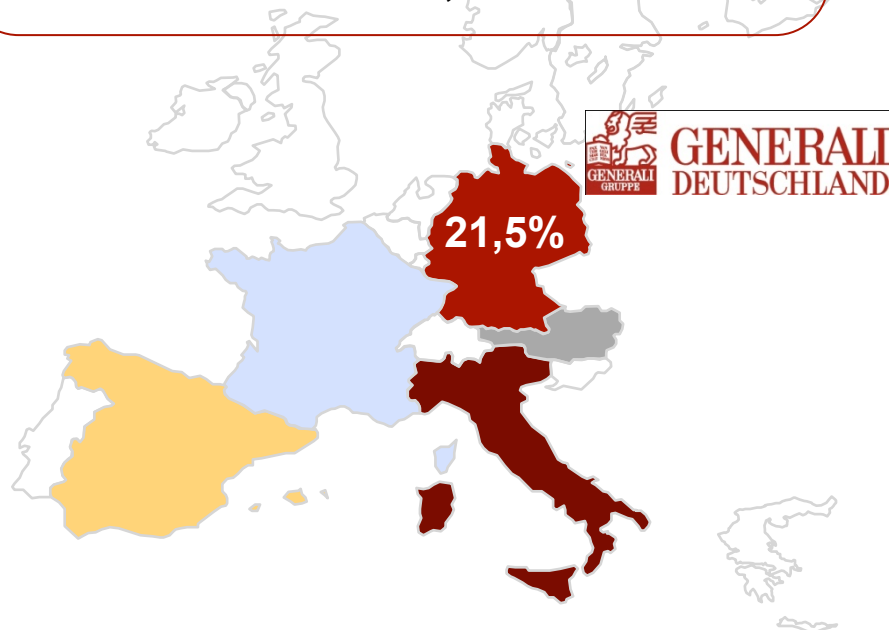 GENERALI
GRUPPE
GENERALI
DEUTSCHLAND
21,5%